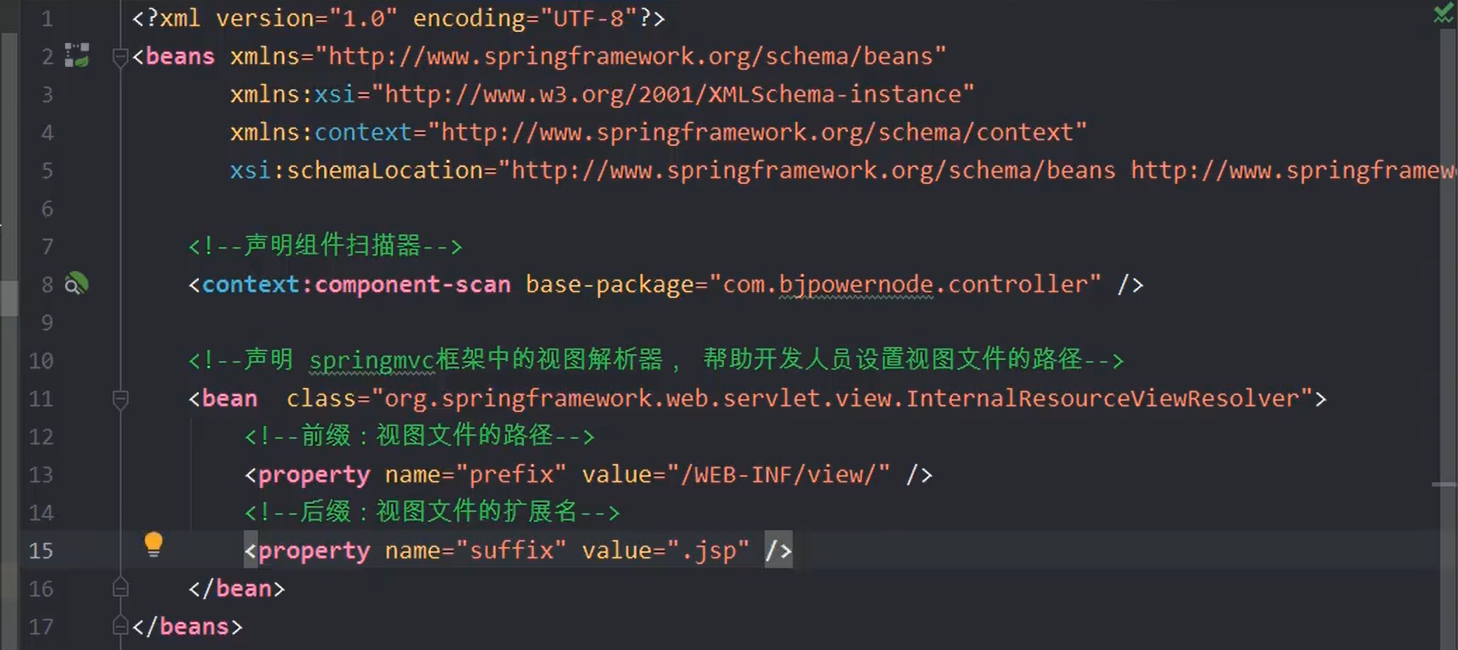 1 <?xml version="1.0" encoding="UTF-8"?>
2 <beans xmlns="http://www.springframework.org/schema/beans"
3 xmlns:xsi="http://www.w3.org/2001/XMLSchema-instance"
4 xmlns:context="http://www.springframework.org/schema/context"
5 xsi:schemaLocation="http://www.springframework.org/schema/beans http://www.springframew
6
7 <!--声明组件扫描器-->
8 <context:component-scan base-package="com.bjpowernode.controller" />
9
10 <!--声明 springmvc框架中的视图解析器， 帮助开发人员设置视图文件的路径-->
11 <bean  class="org.springframework.web.servlet.view.InternalResourceViewResolver">
12 <!--前缀：视图文件的路径-->
13 <property name="prefix" value="/WEB-INF/view/" />
14 <!--后缀：视图文件的扩展名-->
15 <property name="suffix" value=".jsp" />
16 </bean>
17 </beans>